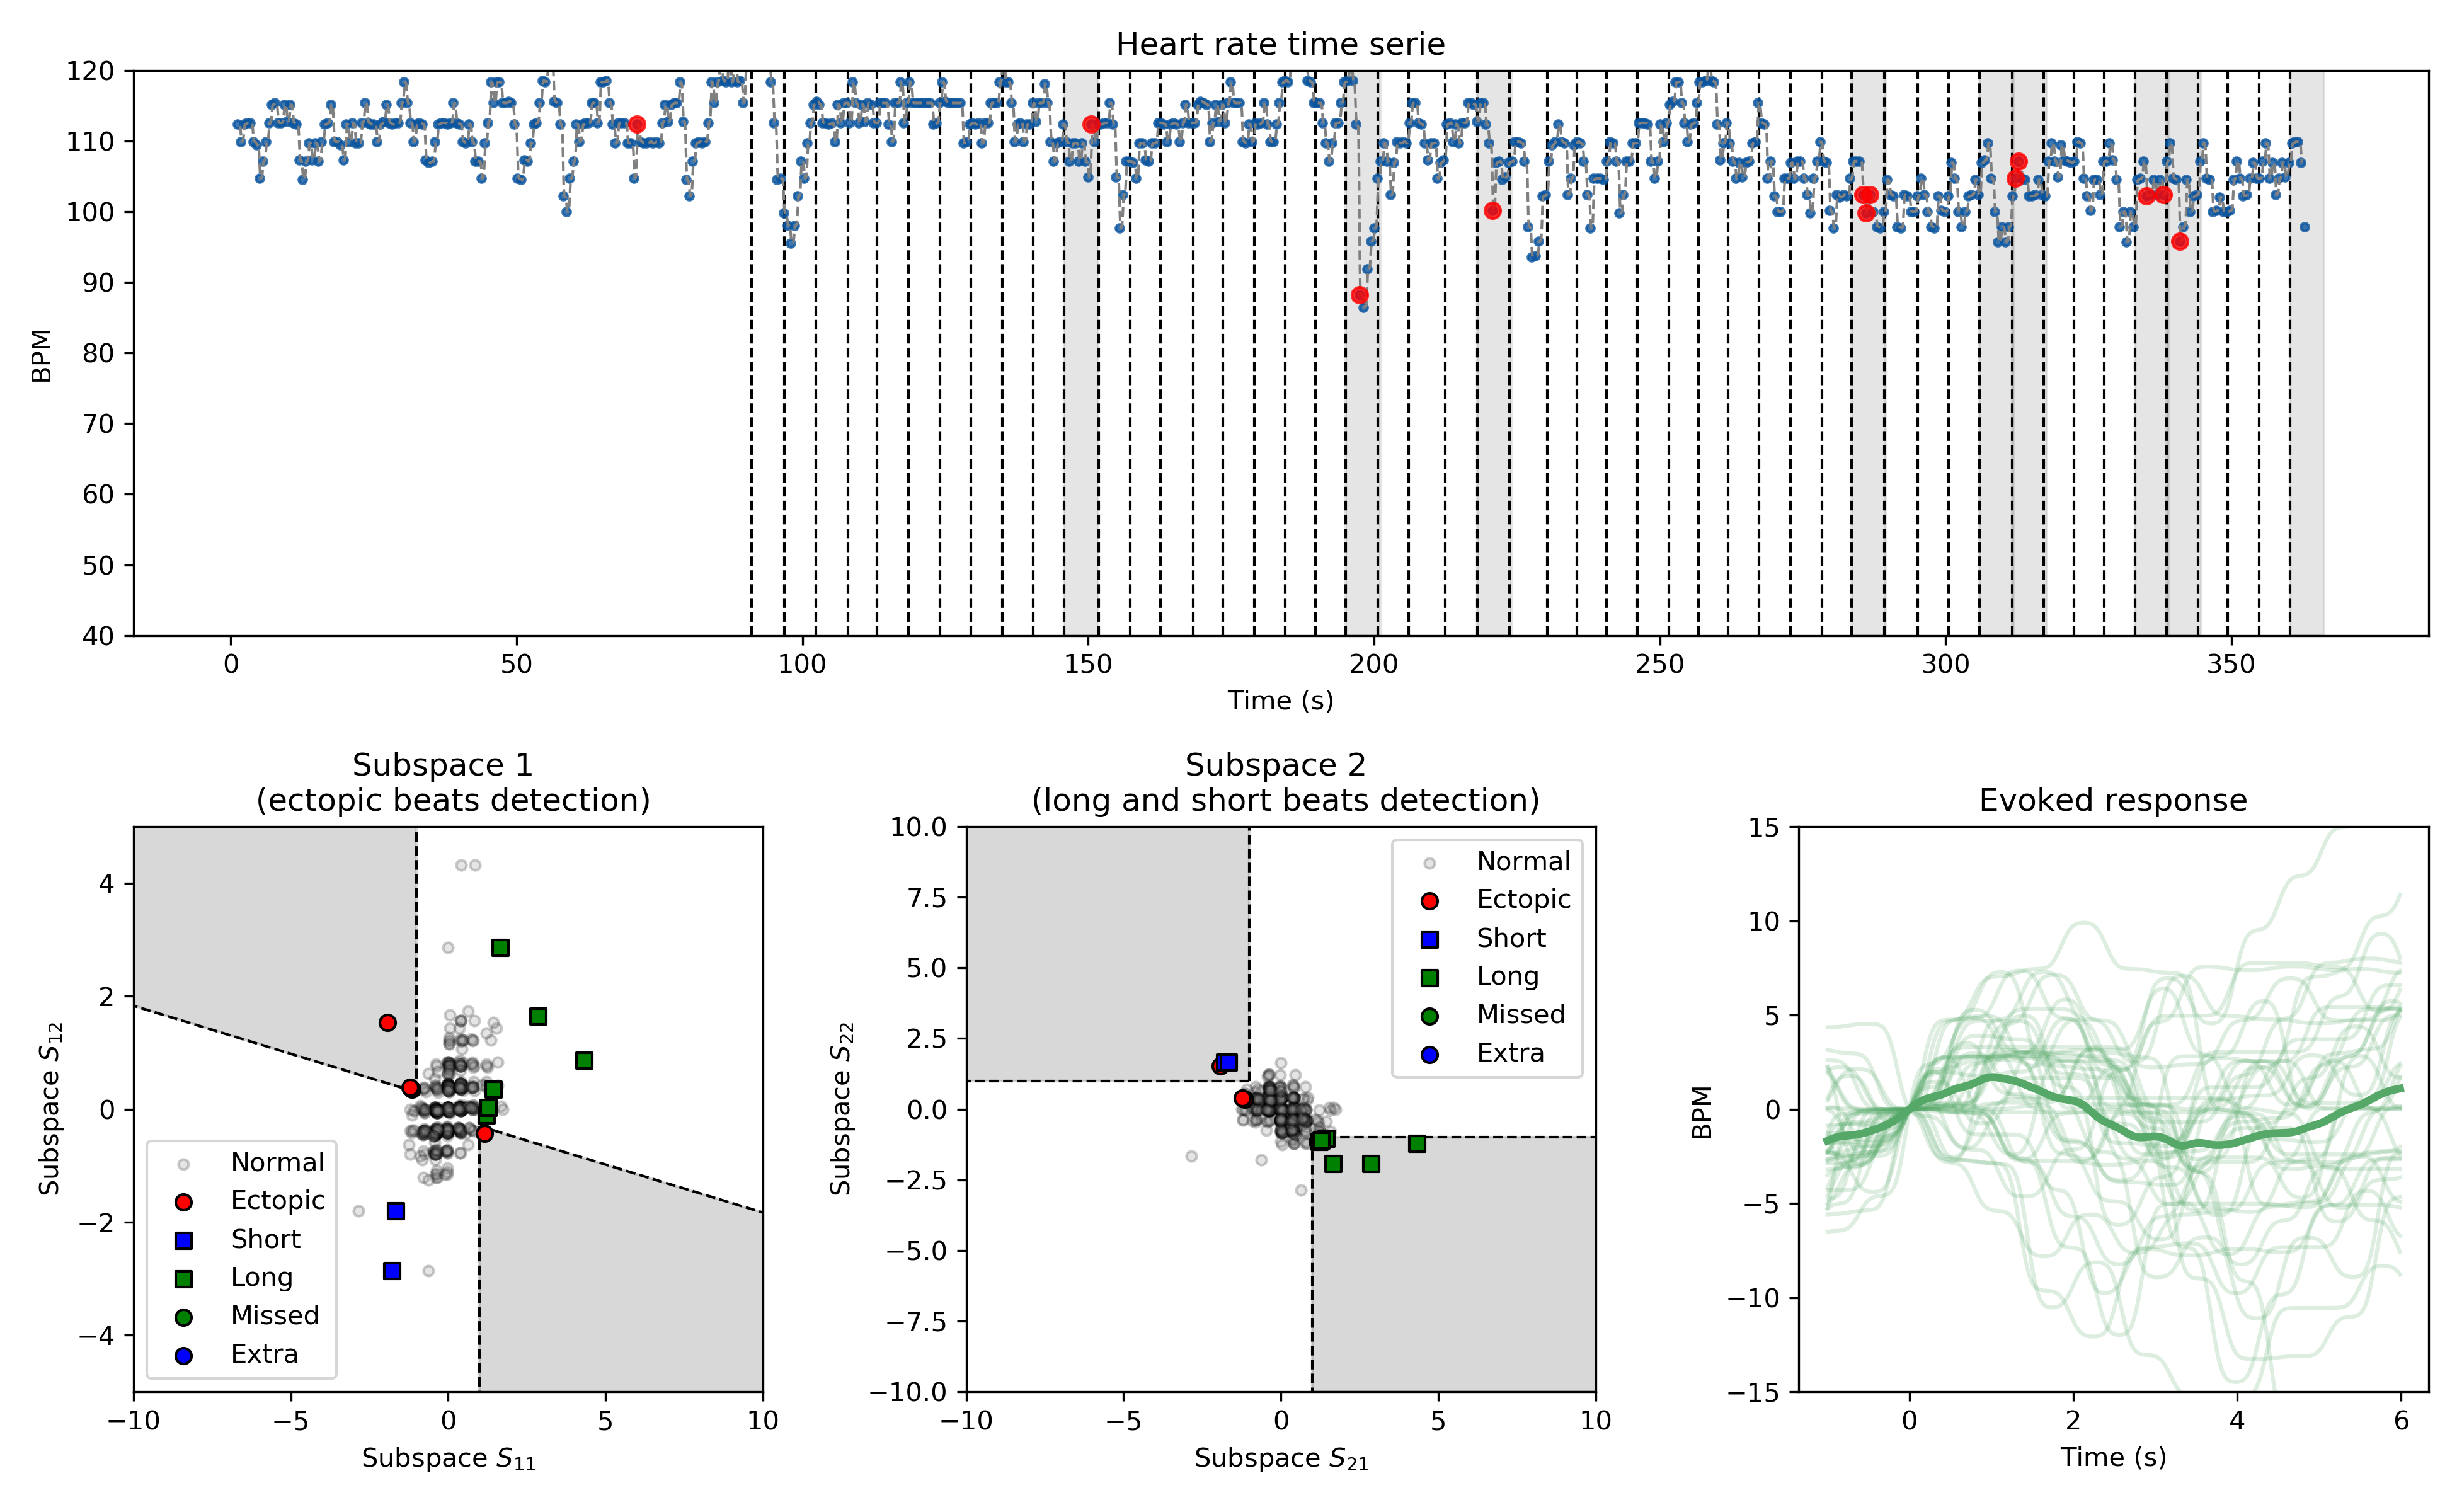 Heart rate time serie
120
110
100
90
80
70
60
50
40
BPM
0 50 100 150 200 250 300 350
Time (s)
Subspace 1
(ectopic beats detection)
4
2
0
−2
−4
Subspace S12
Normal
Ectopic
Short
Long
Missed
Extra
−10 −5 0 5 10
Subspace S11
Subspace 2
(long and short beats detection)
10.0
7.5
5.0
2.5
0.0
−2.5
−5.0
−7.5
−10.0
Subspace S22
Normal
Ectopic
Short
Long
Missed
Extra
−10 −5 0 5 10
Subspace S21
Evoked response
15
10
5
0
−5
−10
−15
BPM
0 2 4 6
Time (s)